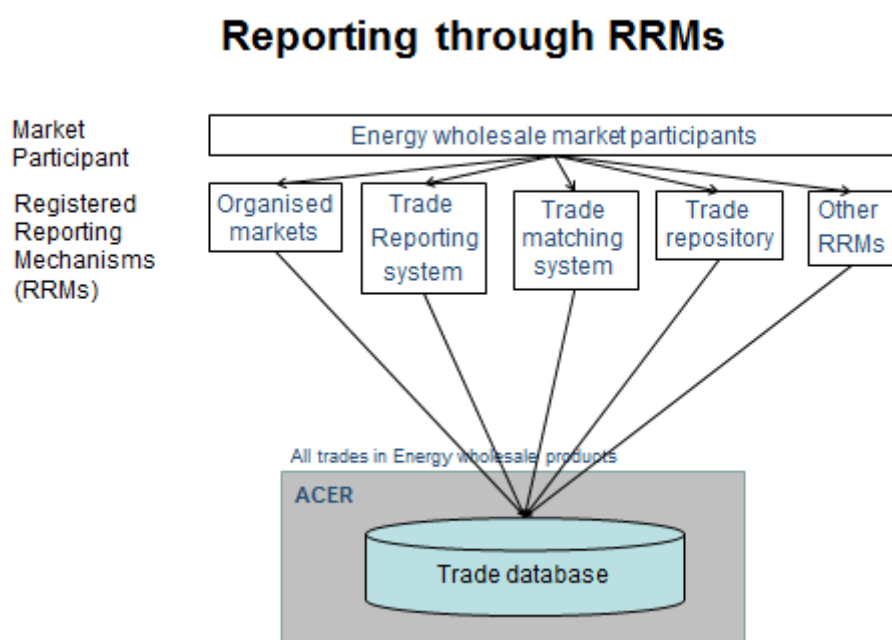 Reporting through RRMs
Market
Participant
Energy wholesale market participants
Registered
Reporting
Mechanisms
(RRMs)
Organised
markets
Trade
Reporting
system
Trade
matching
system
Trade
repository
Other
RRMs
All trades in Energy wholesale products
ACER
Trade database